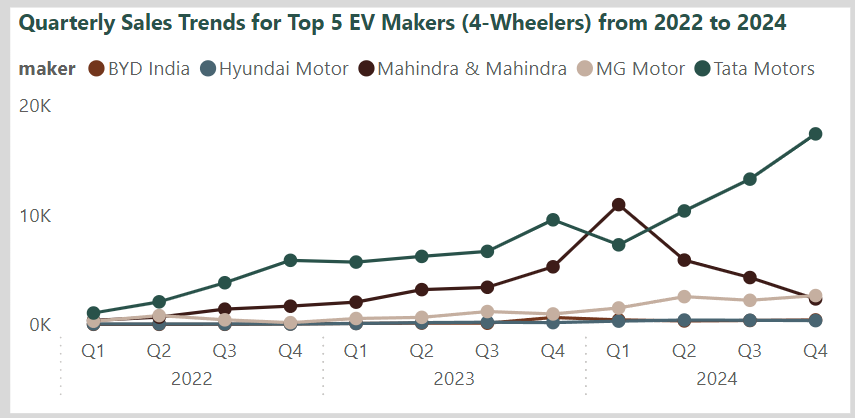 Quarterly Sales Trends for Top 5 EV Makers (4-Wheelers) from 2022 to 2024
maker BYD India Hyundai Motor Mahindra & Mahindra MG Motor Tata Motors
20K
10K
0K
Q1 Q2 Q3 Q4 Q1 Q2 Q3 Q4 Q1 Q2 Q3 Q4
2022 2023 2024